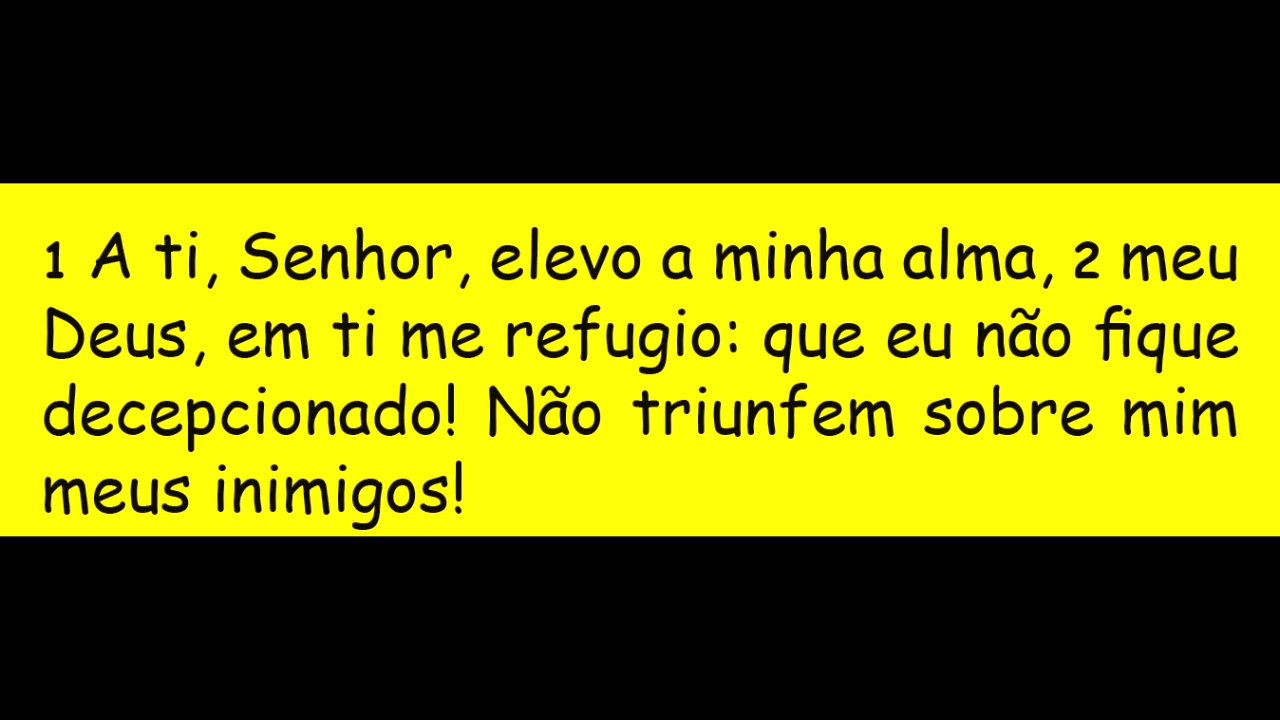 1 A ti, Senhor, elevo a minha alma, 2 meu
Deus, em ti me refugio: que eu não fique
decepcionado! Não triunfem sobre mim
meus inimigos!